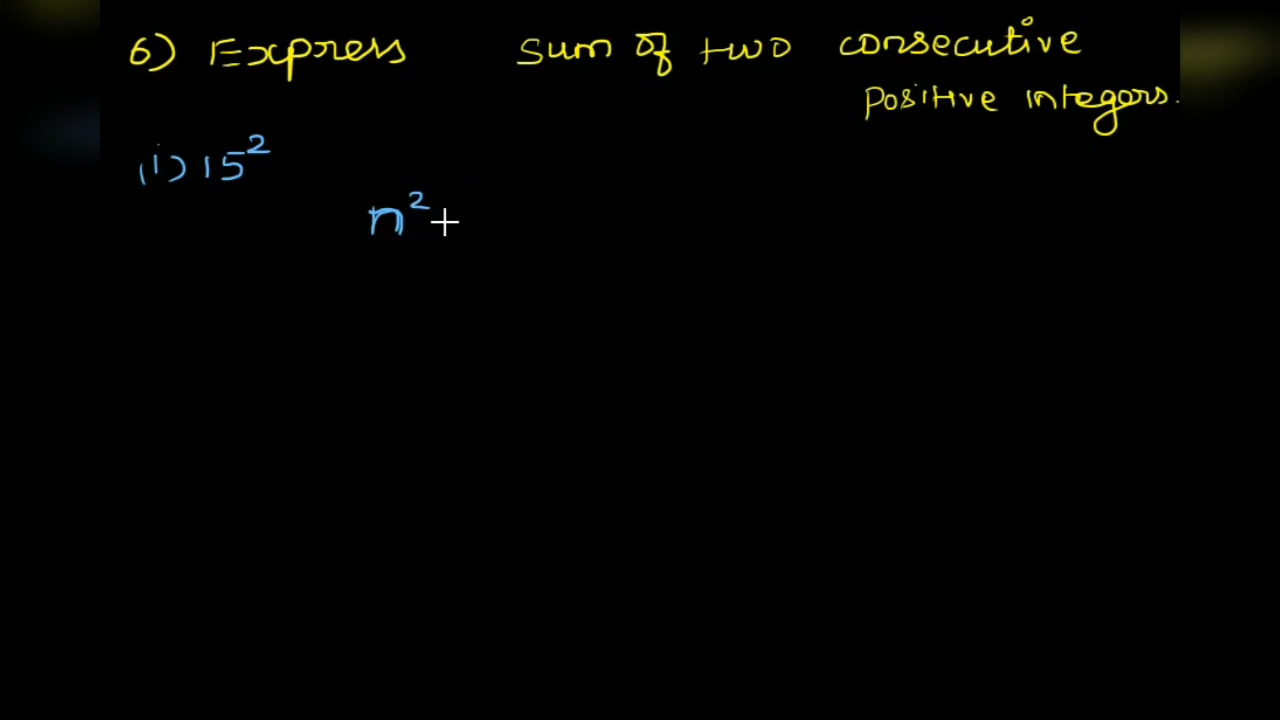 6) Express sum of two consecutive
positive integers.
(i) 15²
n² +